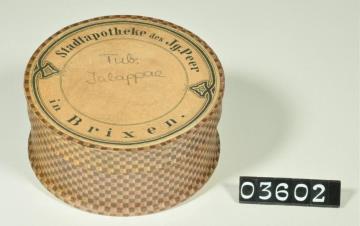 Stadtapotheke des Jg. Peer
Tub.
Jalappae
in Brixen.
03602